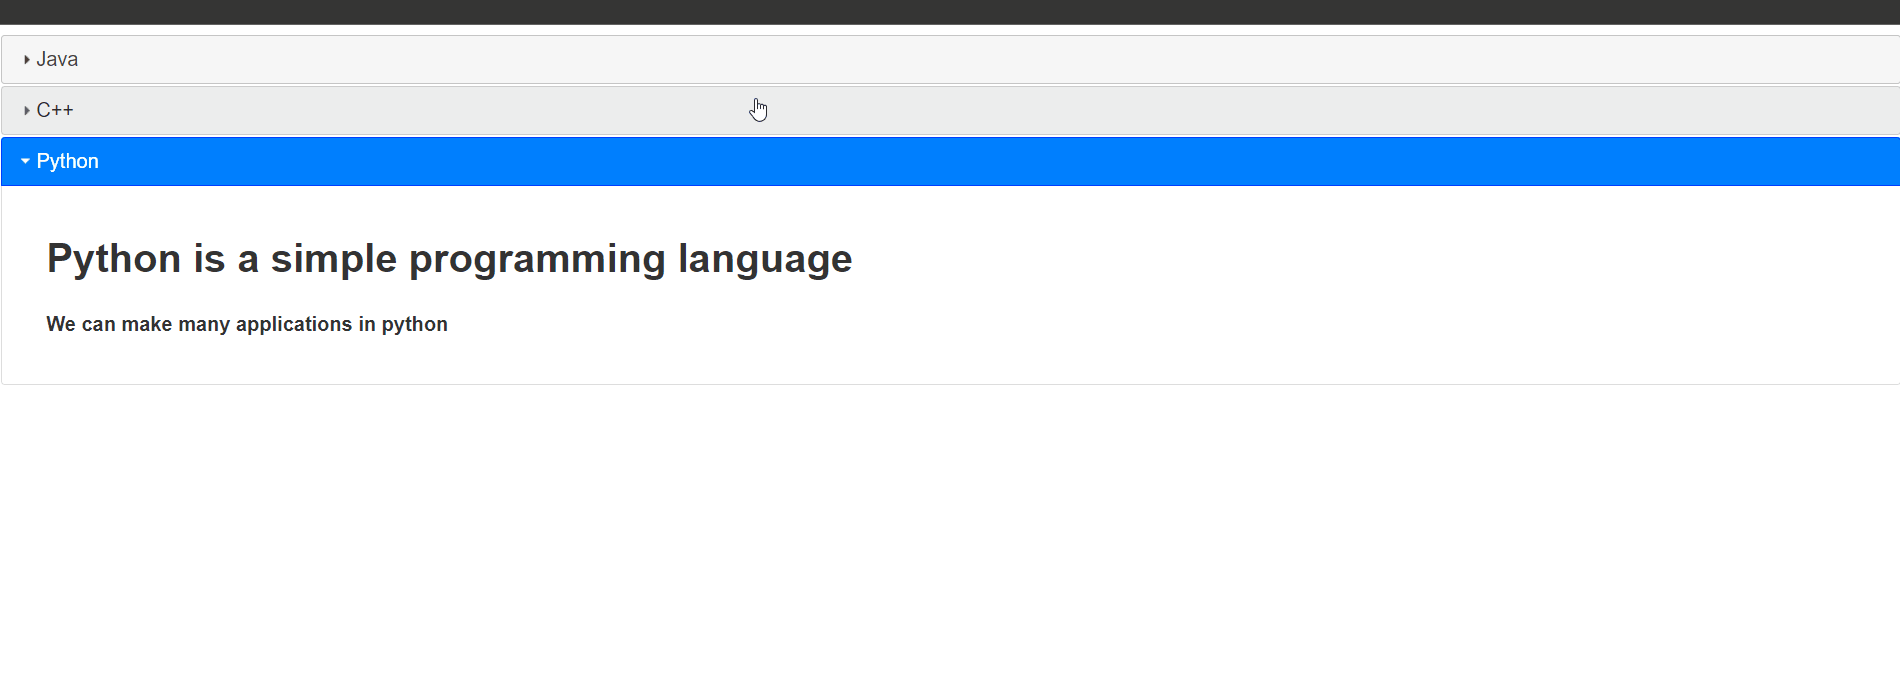 Java
C++
Python
Python is a simple programming language
We can make many applications in python